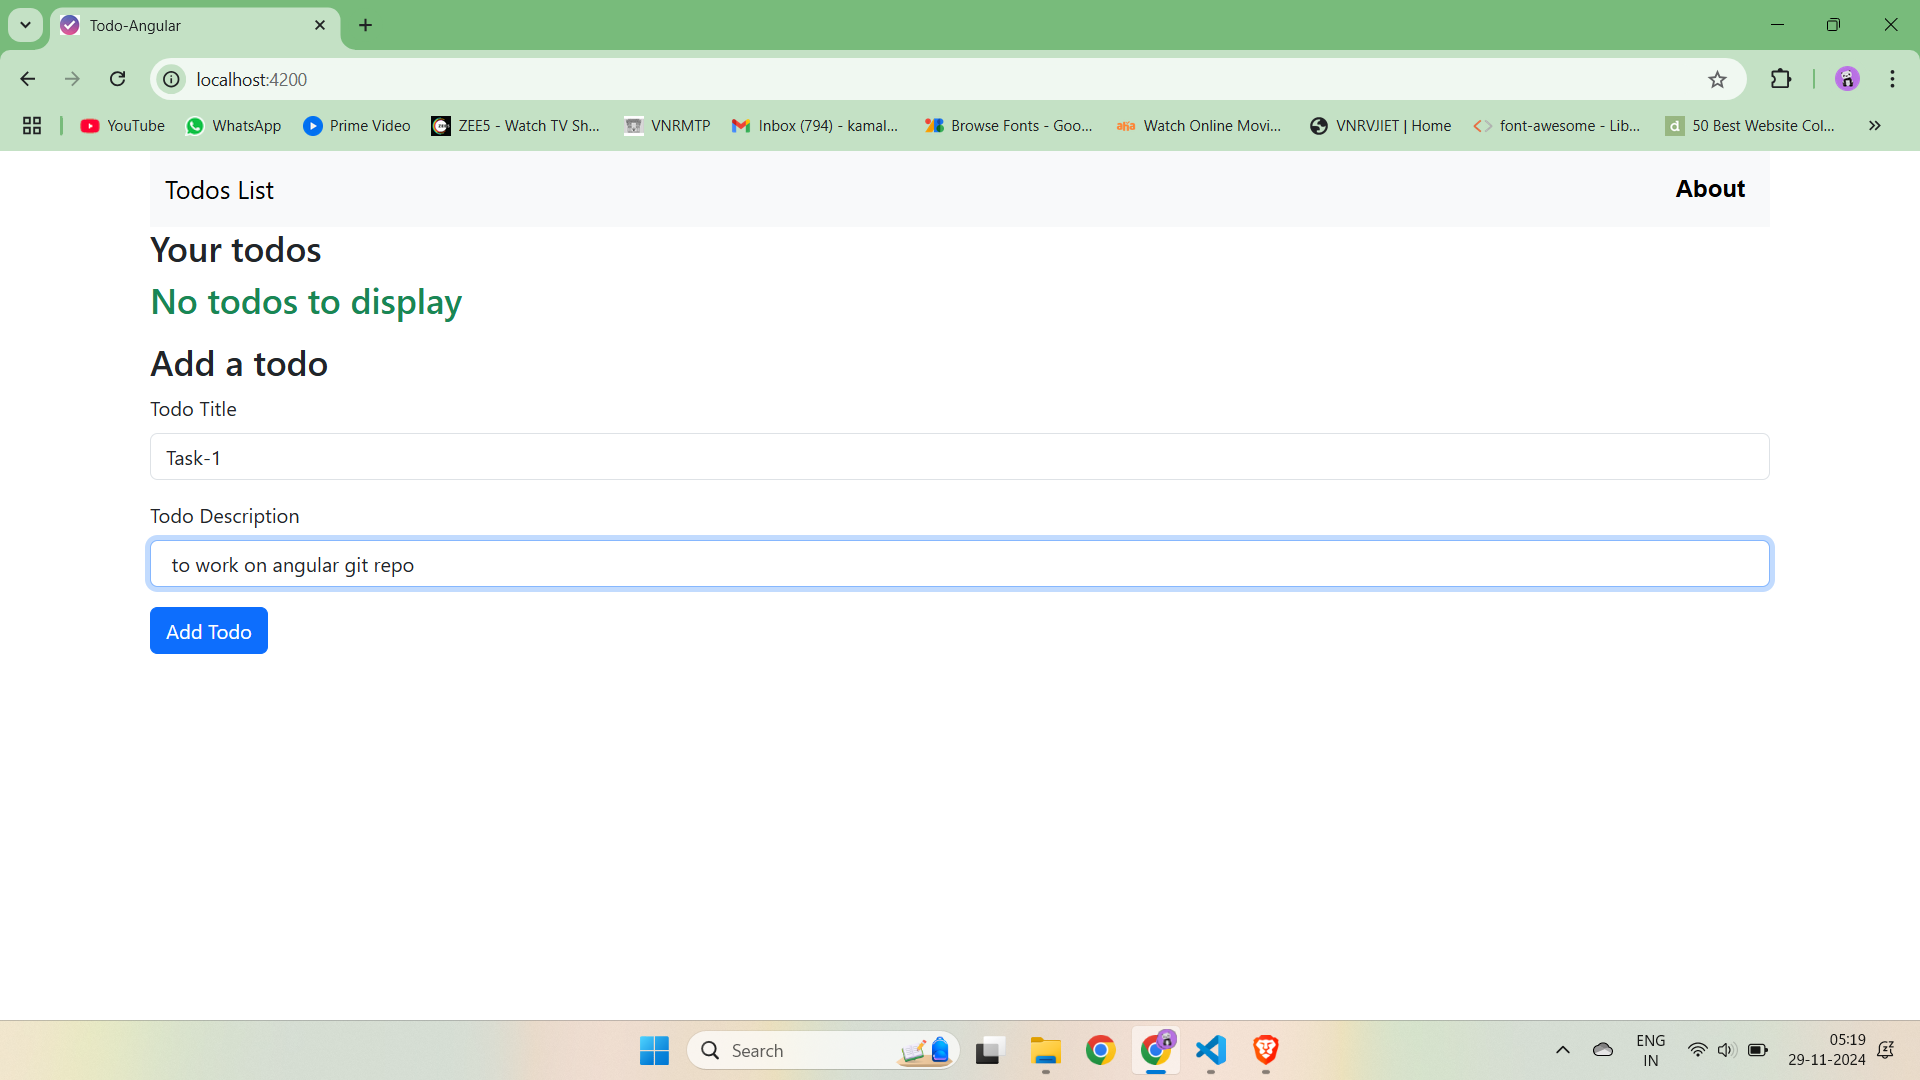 Todo-Angular
localhost:4200
YouTube WhatsApp Prime Video ZEE5 - Watch TV Sh... VNRMTP Inbox (794) - kamal... Browse Fonts - Goo... aha Watch Online Movi... VNRVJIET | Home font-awesome - Lib... d 50 Best Website Col...
Todos List About
Your todos
No todos to display
Add a todo
Todo Title
Task-1
Todo Description
to work on angular git repo
Add Todo
Search
ENG
IN
05:19
29-11-2024